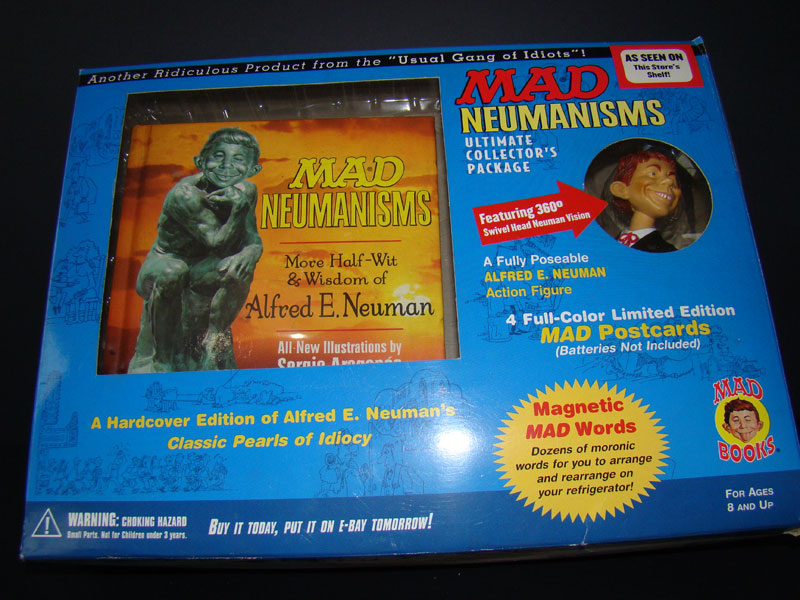 Another Ridiculous Product from the "Usual Gang of Idiots"!
AS SEEN ON
This Store's
Shelf!
MAD
NEUMANISMS
ULTIMATE
COLLECTOR'S
PACKAGE
MAD
NEUMANISMS
More Half-Wit
& Wisdom of
Alfred E. Neuman
All New Illustrations by
Sergio Aragonés
Featuring 360º
Swivel Head Neuman Vision
A Fully Poseable
ALFRED E. NEUMAN
Action Figure
4 Full-Color Limited Edition
MAD Postcards
(Batteries Not Included)
A Hardcover Edition of Alfred E. Neuman's
Classic Pearls of Idiocy
Magnetic
MAD Words
Dozens of moronic
words for you to arrange
and rearrange on
your refrigerator!
MAD
BOOKS
FOR AGES
8 AND UP
WARNING: CHOKING HAZARD
Small Parts. Not for Children under 3 years.
BUY IT TODAY, PUT IT ON E-BAY TOMORROW!